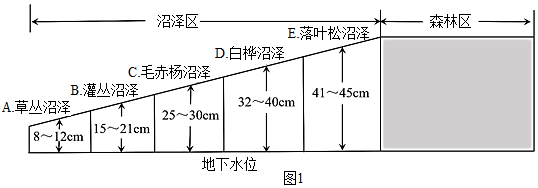 沼泽区 森林区
E.落叶松沼泽
D.白桦沼泽
C.毛赤杨沼泽
B.灌丛沼泽
A.草丛沼泽
8～12cm 15～21cm 25～30cm 32～40cm 41～45cm
地下水位
图1